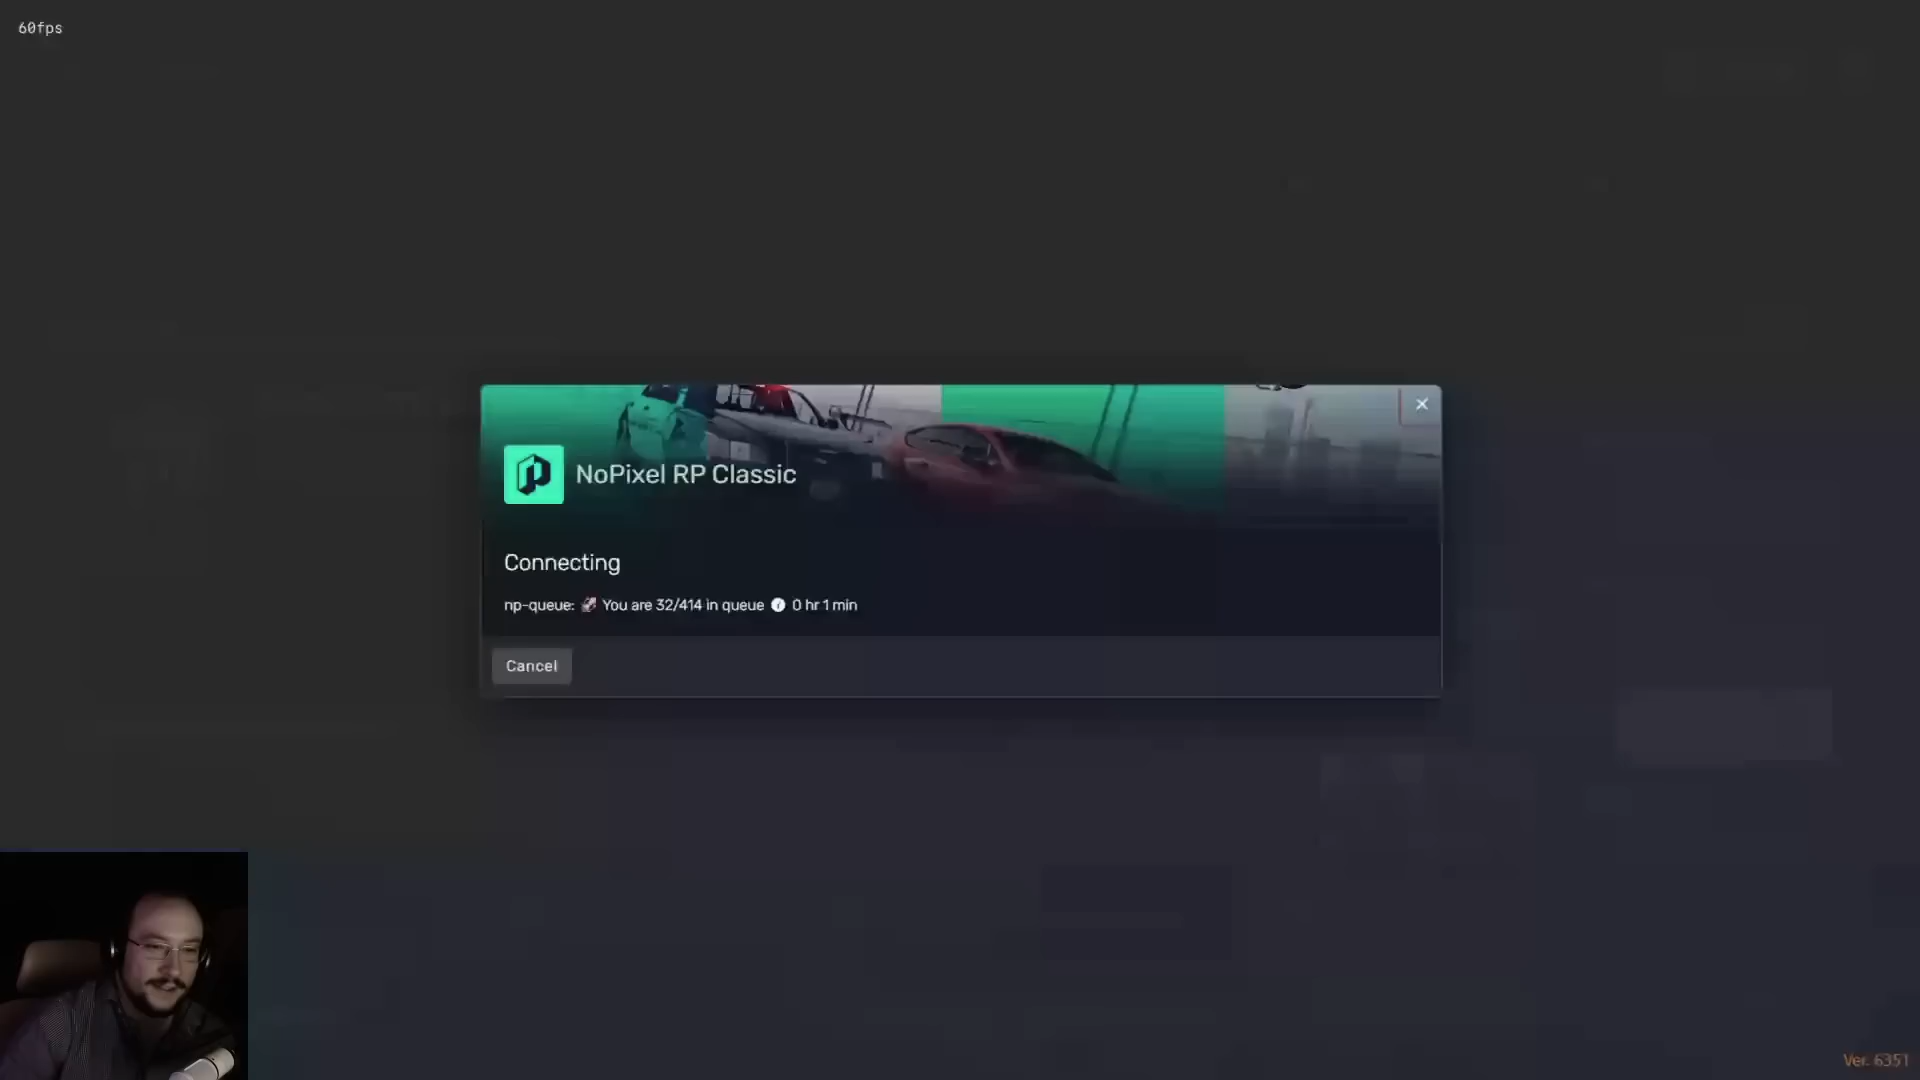 60fps
NoPixel RP Classic
Connecting
np-queue: You are 32/414 in queue 0 hr 1 min
Cancel
Ver. 6351